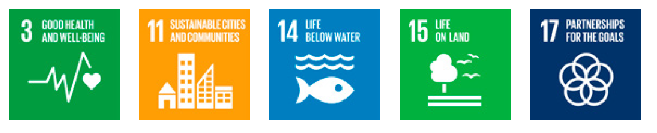 3 GOOD HEALTH
AND WELL-BEING
11 SUSTAINABLE CITIES
AND COMMUNITIES
14 LIFE
BELOW WATER
15 LIFE
ON LAND
17 PARTNERSHIPS
FOR THE GOALS